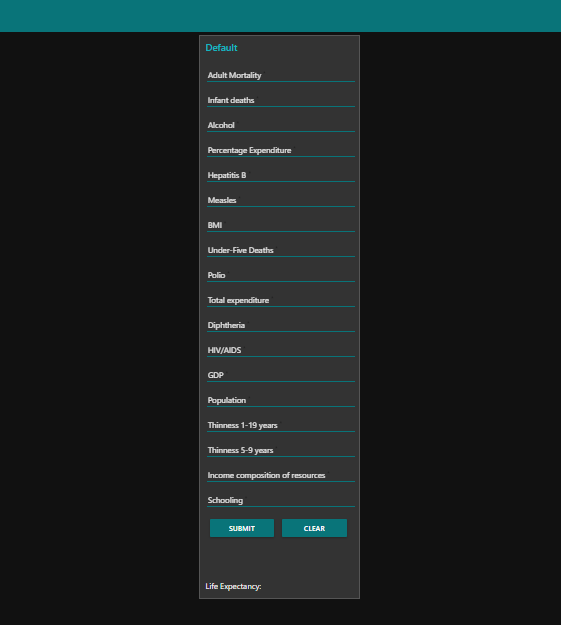 Default
Adult Mortality
Infant deaths
Alcohol
Percentage Expenditure
Hepatitis B
Measles
BMI
Under-Five Deaths
Polio
Total expenditure
Diphtheria
HIV/AIDS
GDP
Population
Thinness 1-19 years
Thinness 5-9 years
Income composition of resources
Schooling
SUBMIT CLEAR
Life Expectancy: